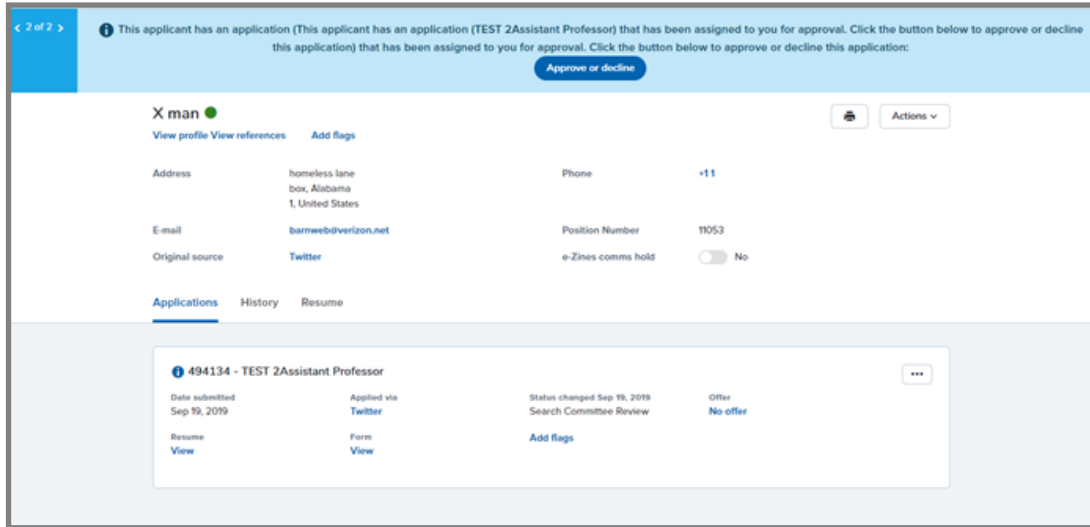 < 2 of 2 >
This applicant has an application (This applicant has an application (TEST 2Assistant Professor) that has been assigned to you for approval. Click the button below to approve or decline
this application) that has been assigned to you for approval. Click the button below to approve or decline this application:
Approve or decline
X man
Actions
View profile View references Add flags
Address homeless lane Phone +1 1
box, Alabama
1, United States
E-mail barnweb@verizon.net Position Number 11053
Original source Twitter e-Zines comms hold No
Applications History Resume
494134 - TEST 2Assistant Professor
Date submitted Applied via Status changed Sep 19, 2019 Offer
Sep 19, 2019 Twitter Search Committee Review No offer
Resume Form Add flags
View View